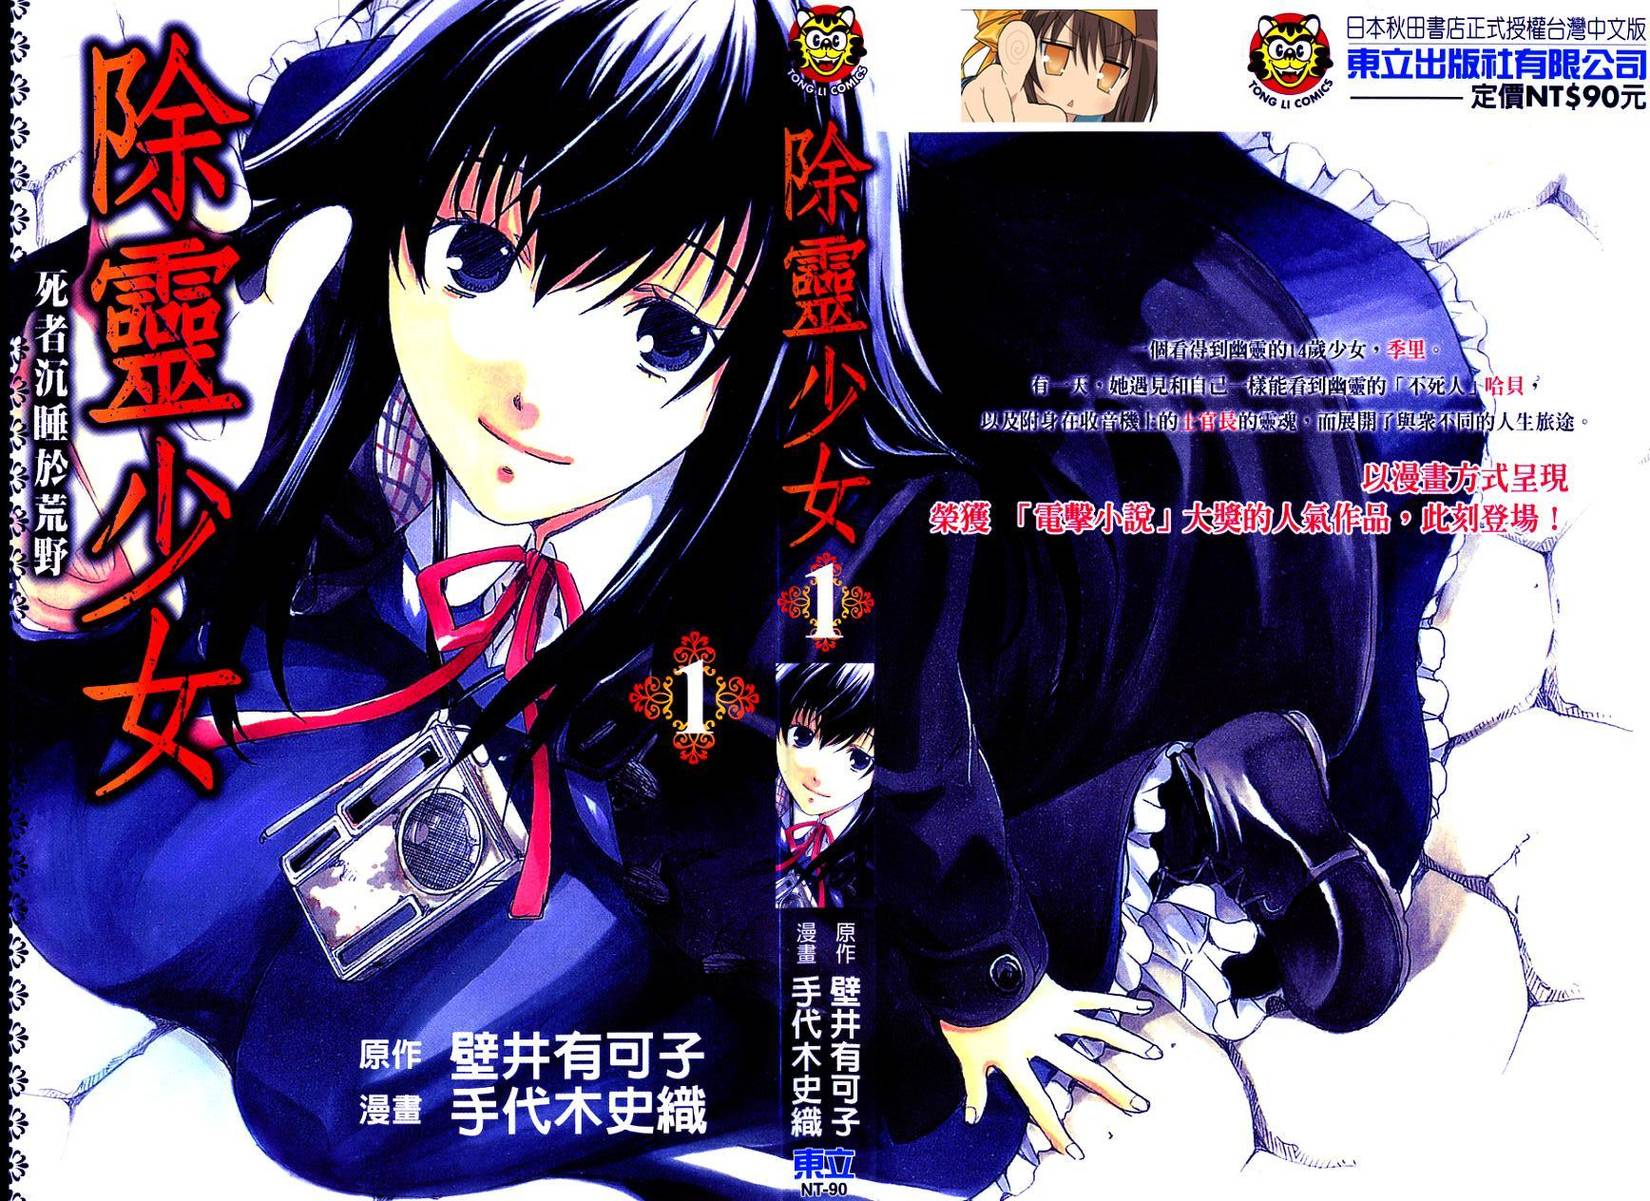 除靈少女
死者沉睡於荒野
1
原作 壁井有可子
漫畫 手代木史織
TONG LI COMICS
除靈少女
1
原作 壁井有可子
漫畫 手代木史織
東立
NT-90
TONG LI COMICS
日本秋田書店正式授權台灣中文版
東立出版社有限公司
定價NT$90元
一個看得到幽靈的14歲少女，季里。
有一天，她遇見和自己一樣能看到幽靈的「不死人」哈貝，
以及附身在收音機上的士官長的靈魂，而展開了與眾不同的人生旅途。
以漫畫方式呈現
榮獲「電擊小說」大獎的人氣作品，此刻登場！